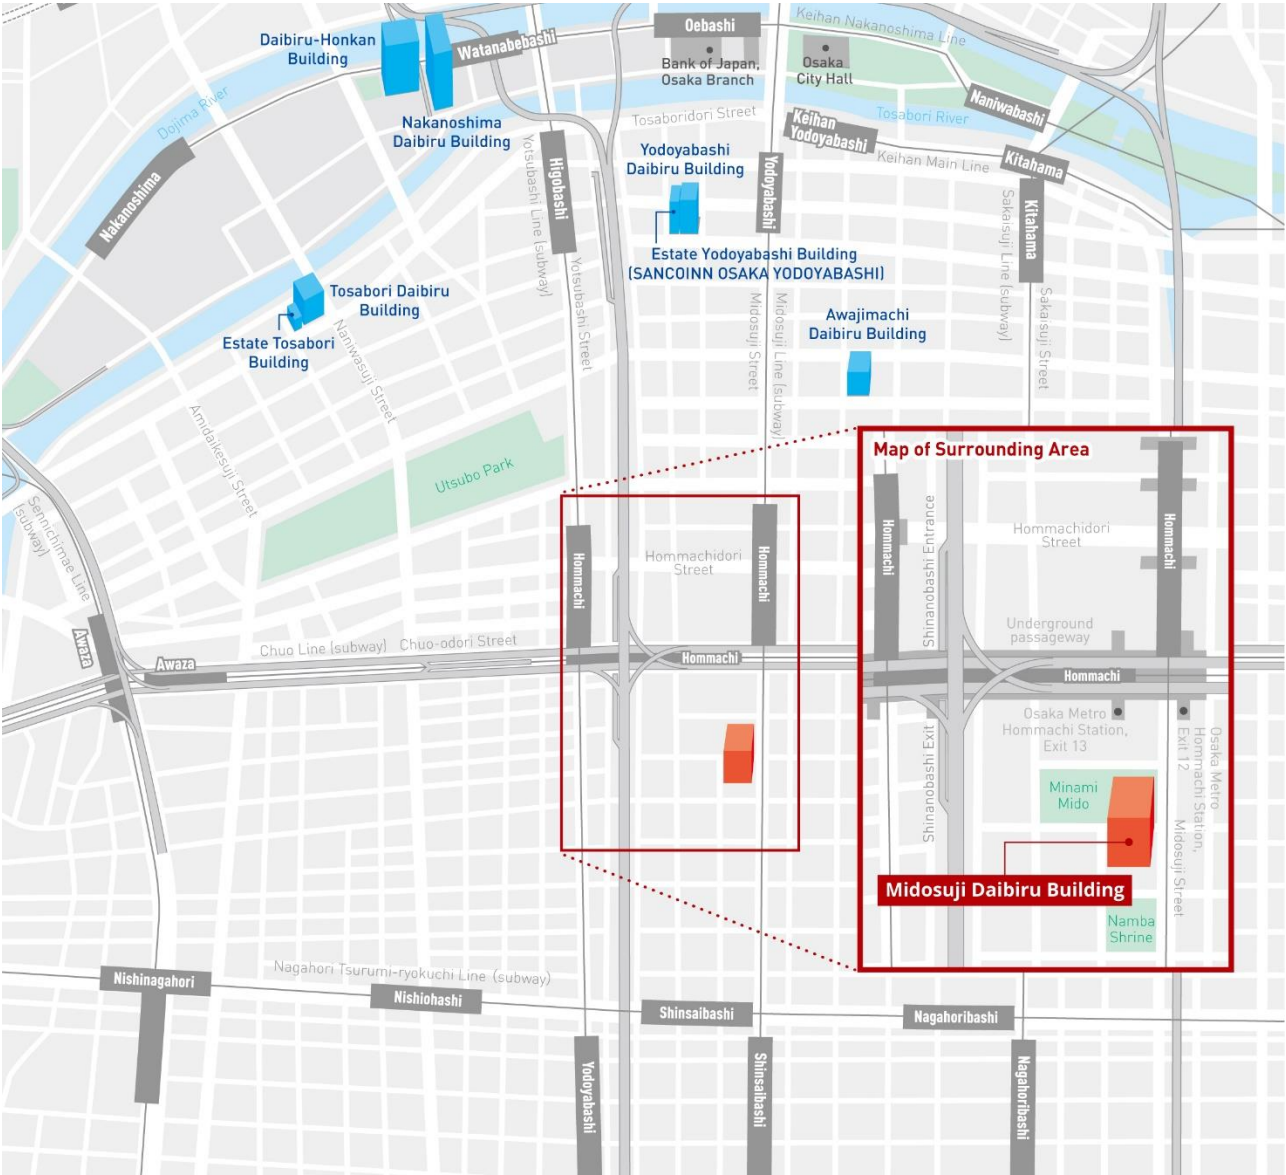 Daibiru-Honkan
Building
Watanabebashi
Oebashi
Keihan Nakanoshima Line
Bank of Japan,
Osaka Branch
Osaka
City Hall
Dojima River
Nakanoshima
Daibiru Building
Tosaboridori Street
Keihan
Yodoyabashi
Tosabori River
Naniwabashi
Keihan Main Line
Kitahama
Nakanoshima
Yotsubashi Line (subway)
Higobashi
Yodoyabashi
Daibiru Building
Yodoyabashi
Sakaisuji Line (subway)
Kitahama
Estate Yodoyabashi Building
(SANCOINN OSAKA YODOYABASHI)
Tosabori Daibiru
Building
Estate Tosabori
Building
Naniwasuji Street
Yotsubashi Street
Midosuji Street
Midosuji Line (subway)
Awajimachi
Daibiru Building
Sakaisuji Street
Amidaikesuji Street
Utsubo Park
Sennichimae Line
(subway)
Hommachi
Hommachidori
Street
Hommachi
Awaza
Awaza
Chuo Line (subway)
Chuo-odori Street
Hommachi
Map of Surrounding Area
Hommachi
Shinanobashi Entrance
Hommachidori
Street
Hommachi
Underground
passageway
Hommachi
Osaka Metro
Hommachi Station,
Exit 13
Osaka Metro
Hommachi Station,
Exit 12
Shinanobashi Exit
Minami
Mido
Midosuji Street
Midosuji Daibiru Building
Namba
Shrine
Nishinagahori
Nagahori Tsurumi-ryokuchi Line (subway)
Nishiohashi
Shinsaibashi
Nagahoribashi
Yodoyabashi
Shinsaibashi
Nagahoribashi